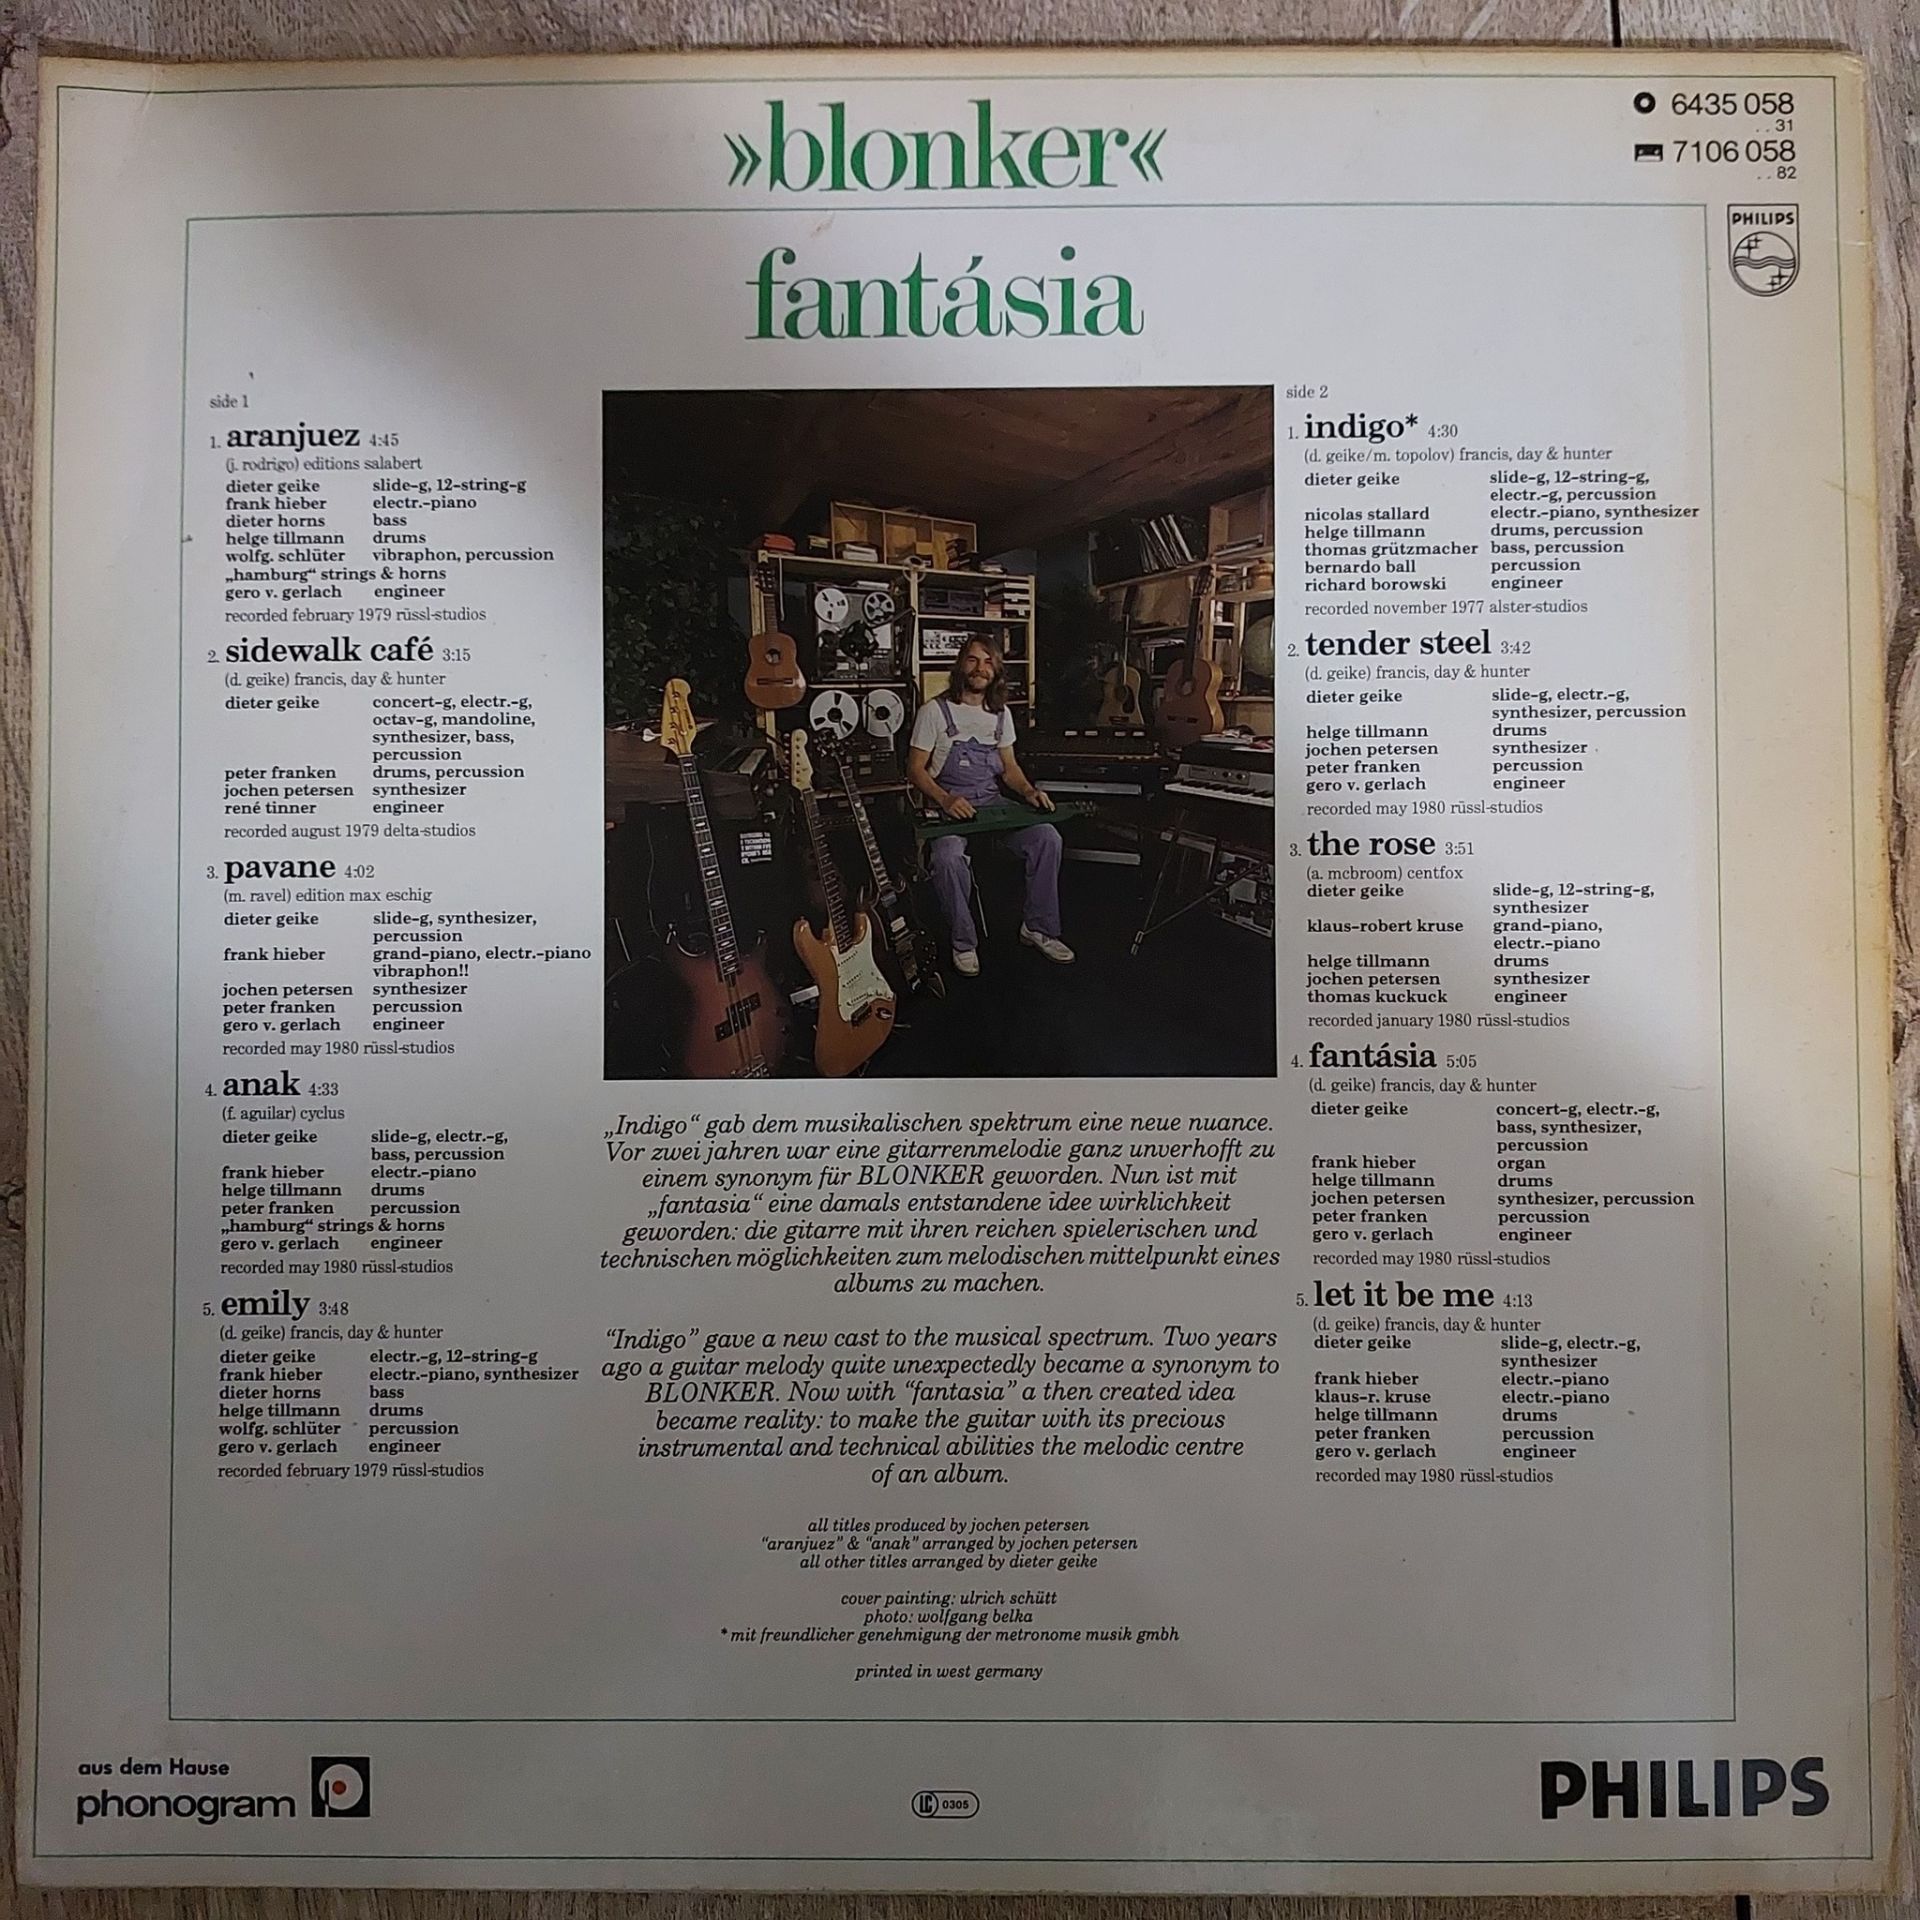 »blonker«
6435 058
..31
7106 058
..82
PHILIPS
fantásia
side 1
1. aranjuez 4:45
(j. rodrigo) editions salabert
dieter geike slide-g, 12-string-g
frank hieber electr.-piano
dieter horns bass
helge tillmann drums
wolfg. schlüter vibraphon, percussion
„hamburg“ strings & horns
gero v. gerlach engineer
recorded february 1979 rüssl-studios
2. sidewalk café 3:15
(d. geike) francis, day & hunter
dieter geike concert-g, electr.-g,
octav-g, mandoline,
synthesizer, bass,
percussion
peter franken drums, percussion
jochen petersen synthesizer
rené tinner engineer
recorded august 1979 delta-studios
3. pavane 4:02
(m. ravel) edition max eschig
dieter geike slide-g, synthesizer,
percussion
frank hieber grand-piano, electr.-piano
vibraphon!!
jochen petersen synthesizer
peter franken percussion
gero v. gerlach engineer
recorded may 1980 rüssl-studios
4. anak 4:33
(f. aguilar) cyclus
dieter geike slide-g, electr.-g,
bass, percussion
frank hieber electr.-piano
helge tillmann drums
peter franken percussion
„hamburg“ strings & horns
gero v. gerlach engineer
recorded may 1980 rüssl-studios
5. emily 3:48
(d. geike) francis, day & hunter
dieter geike electr.-g, 12-string-g
frank hieber electr.-piano, synthesizer
dieter horns bass
helge tillmann drums
wolfg. schlüter percussion
gero v. gerlach engineer
recorded february 1979 rüssl-studios
„Indigo“ gab dem musikalischen spektrum eine neue nuance.
Vor zwei jahren war eine gitarrenmelodie ganz unverhofft zu
einem synonym für BLONKER geworden. Nun ist mit
„fantasia“ eine damals entstandene idee wirklichkeit
geworden: die gitarre mit ihren reichen spielerischen und
technischen möglichkeiten zum melodischen mittelpunkt eines
albums zu machen.
“Indigo” gave a new cast to the musical spectrum. Two years
ago a guitar melody quite unexpectedly became a synonym to
BLONKER. Now with “fantasia” a then created idea
became reality: to make the guitar with its precious
instrumental and technical abilities the melodic centre
of an album.
all titles produced by jochen petersen
“aranjuez” & “anak” arranged by jochen petersen
all other titles arranged by dieter geike
cover painting: ulrich schütt
photo: wolfgang belka
* mit freundlicher genehmigung der metronome musik gmbh
printed in west germany
side 2
1. indigo* 4:30
(d. geike/m. topolov) francis, day & hunter
dieter geike slide-g, 12-string-g,
electr.-g, percussion
nicolas stallard electr.-piano, synthesizer
helge tillmann drums, percussion
thomas grützmacher bass, percussion
bernardo ball percussion
richard borowski engineer
recorded november 1977 alster-studios
2. tender steel 3:42
(d. geike) francis, day & hunter
dieter geike slide-g, electr.-g,
synthesizer, percussion
helge tillmann drums
jochen petersen synthesizer
peter franken percussion
gero v. gerlach engineer
recorded may 1980 rüssl-studios
3. the rose 3:51
(a. mcbroom) centfox
dieter geike slide-g, 12-string-g,
synthesizer
klaus-robert kruse grand-piano,
electr.-piano
helge tillmann drums
jochen petersen synthesizer
thomas kuckuck engineer
recorded january 1980 rüssl-studios
4. fantásia 5:05
(d. geike) francis, day & hunter
dieter geike concert-g, electr.-g,
bass, synthesizer,
percussion
frank hieber organ
helge tillmann drums
jochen petersen synthesizer, percussion
peter franken percussion
gero v. gerlach engineer
recorded may 1980 rüssl-studios
5. let it be me 4:13
(d. geike) francis, day & hunter
dieter geike slide-g, electr.-g,
synthesizer
frank hieber electr.-piano
klaus-r. kruse electr.-piano
helge tillmann drums
peter franken percussion
gero v. gerlach engineer
recorded may 1980 rüssl-studios
aus dem Hause
phonogram
LC 0305
PHILIPS